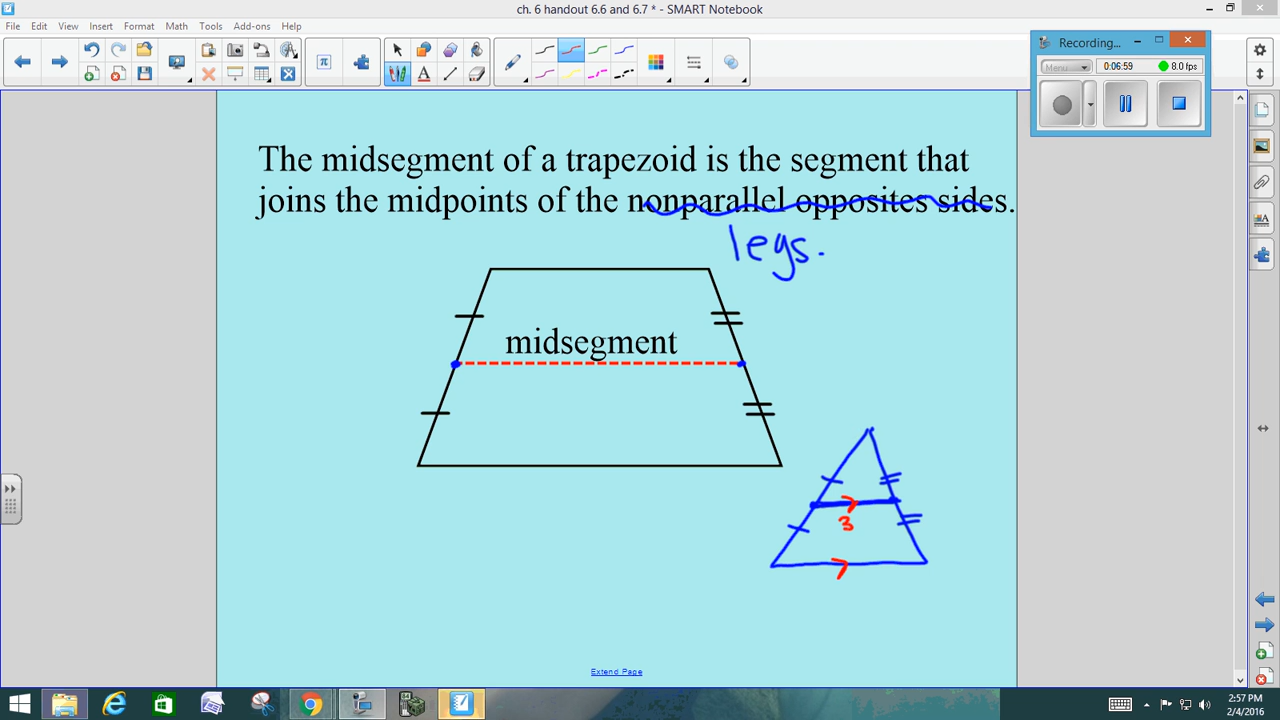 ch. 6 handout 6.6 and 6.7 * - SMART Notebook
File Edit View Insert Format Math Tools Add-ons Help
Recording...
Menu 0:06:59 8.0 fps
The midsegment of a trapezoid is the segment that
joins the midpoints of the nonparallel opposites sides.
legs.
midsegment
3
Extend Page
2:57 PM
2/4/2016